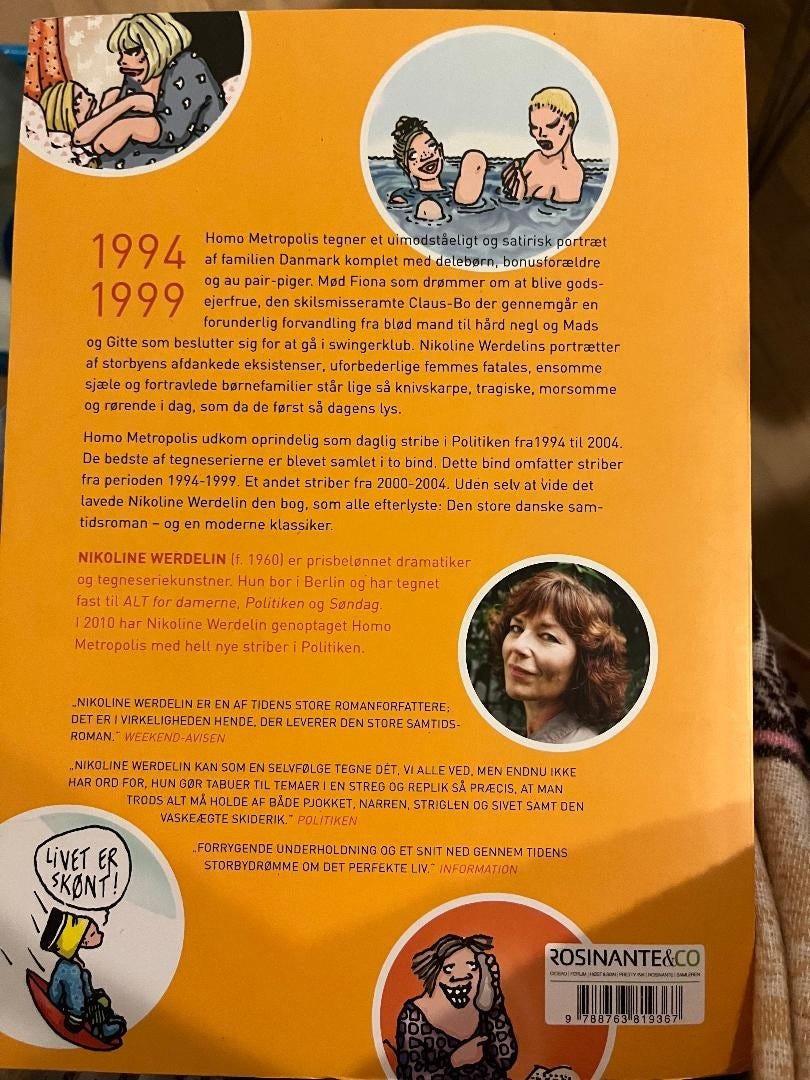 1994
1999
Homo Metropolis tegner et uimodståeligt og satirisk portræt
af familien Danmark komplet med delebørn, bonusforældre
og au pair-piger. Mød Fiona som drømmer om at blive gods-
ejerfrue, den skilsmisseramte Claus-Bo der gennemgår en
forunderlig forvandling fra blød mand til hård negl og Mads
og Gitte som beslutter sig for at gå i swingerklub. Nikoline Werdelins portrætter
af storbyens afdankede eksistenser, uforbederlige femmes fatales, ensomme
sjæle og fortravlede børnefamilier står lige så knivskarpe, tragiske, morsomme
og rørende i dag, som da de først så dagens lys.
Homo Metropolis udkom oprindelig som daglig stribe i Politiken fra1994 til 2004.
De bedste af tegneserierne er blevet samlet i to bind. Dette bind omfatter striber
fra perioden 1994-1999. Et andet striber fra 2000-2004. Uden selv at vide det
lavede Nikoline Werdelin den bog, som alle efterlyste: Den store danske sam-
tidsroman – og en moderne klassiker.
NIKOLINE WERDELIN (f. 1960) er prisbelønnet dramatiker
og tegneseriekunstner. Hun bor i Berlin og har tegnet
fast til ALT for damerne, Politiken og Søndag.
I 2010 har Nikoline Werdelin genoptaget Homo
Metropolis med helt nye striber i Politiken.
„NIKOLINE WERDELIN ER EN AF TIDENS STORE ROMANFORFATTERE;
DET ER I VIRKELIGHEDEN HENDE, DER LEVERER DEN STORE SAMTIDS-
ROMAN.” WEEKEND-AVISEN
„NIKOLINE WERDELIN KAN SOM EN SELVFØLGE TEGNE DÉT, VI ALLE VED, MEN ENDNU IKKE
HAR ORD FOR, HUN GØR TABUER TIL TEMAER I EN STREG OG REPLIK SÅ PRÆCIS, AT MAN
TRODS ALT MÅ HOLDE AF BÅDE PJOKKET, NARREN, STRIGLEN OG SIVET SAMT DEN
VASKEÆGTE SKIDERIK.” POLITIKEN
„FORRYGENDE UNDERHOLDNING OG ET SNIT NED GENNEM TIDENS
STORBYDRØMME OM DET PERFEKTE LIV.” INFORMATION
LIVET ER
SKØNT!
ROSINANTE&CO
CICERO | FORUM | HØST & SØN | PRETTY INK | ROSINANTE | SAMLEREN
9 788763 819367